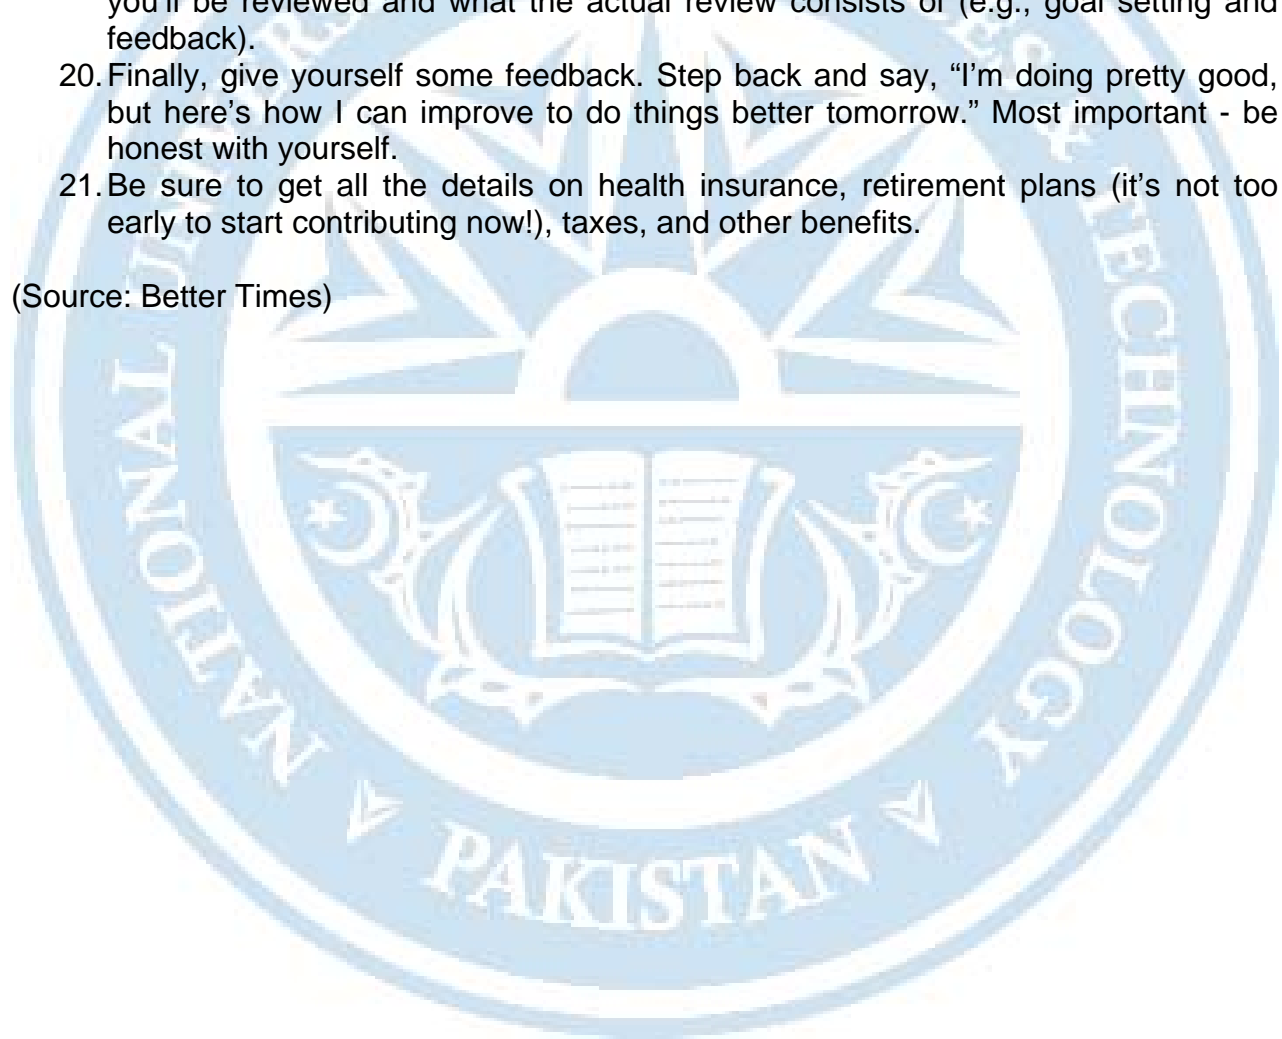 you'll be reviewed and what the actual review consists of (e.g., goal setting and
feedback).
20. Finally, give yourself some feedback. Step back and say, “I’m doing pretty good,
but here’s how I can improve to do things better tomorrow.” Most important - be
honest with yourself.
21. Be sure to get all the details on health insurance, retirement plans (it’s not too
early to start contributing now!), taxes, and other benefits.
(Source: Better Times)
NATIONAL
& TECHNOLOGY
PAKISTAN